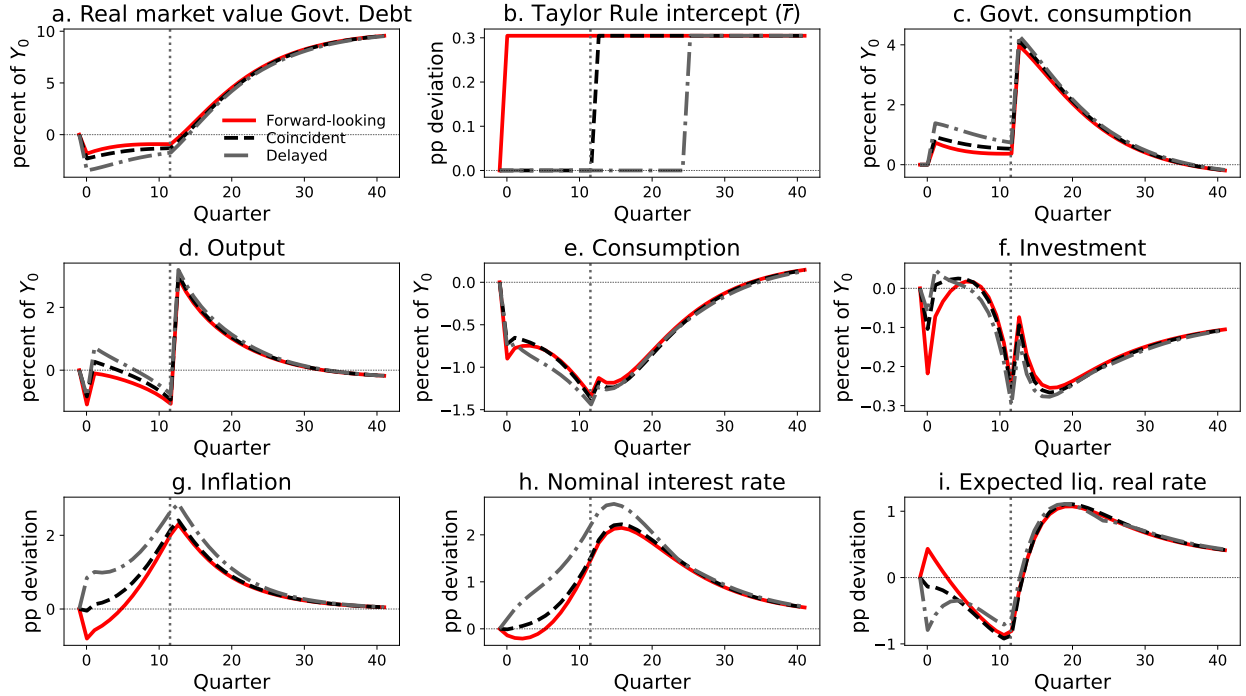 a. Real market value Govt. Debt
percent of Y0
10
5
0
Forward-looking
Coincident
Delayed
0 10 20 30 40
Quarter
b. Taylor Rule intercept (r̄)
pp deviation
0.3
0.2
0.1
0.0
0 10 20 30 40
Quarter
c. Govt. consumption
percent of Y0
4
2
0
0 10 20 30 40
Quarter
d. Output
percent of Y0
2
0
0 10 20 30 40
Quarter
e. Consumption
percent of Y0
0.0
−0.5
−1.0
−1.5
0 10 20 30 40
Quarter
f. Investment
percent of Y0
0.0
−0.1
−0.2
−0.3
0 10 20 30 40
Quarter
g. Inflation
pp deviation
2
0
0 10 20 30 40
Quarter
h. Nominal interest rate
pp deviation
2
1
0
0 10 20 30 40
Quarter
i. Expected liq. real rate
pp deviation
1
0
−1
0 10 20 30 40
Quarter